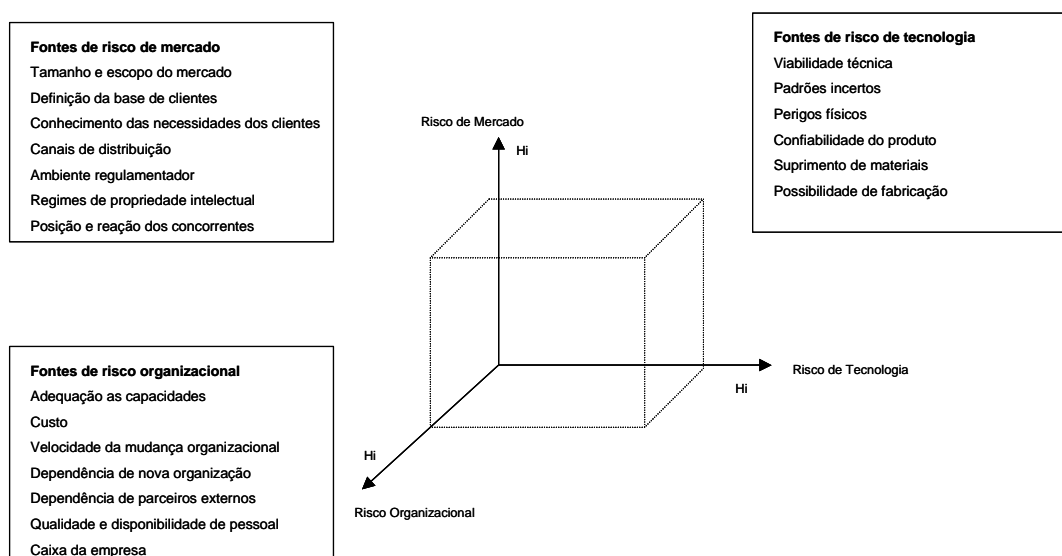 Fontes de risco de mercado
Tamanho e escopo do mercado
Definição da base de clientes
Conhecimento das necessidades dos clientes
Canais de distribuição
Ambiente regulamentador
Regimes de propriedade intelectual
Posição e reação dos concorrentes
Fontes de risco de tecnologia
Viabilidade técnica
Padrões incertos
Perigos físicos
Confiabilidade do produto
Suprimento de materiais
Possibilidade de fabricação
Risco de Mercado
Hi
Risco de Tecnologia
Hi
Hi
Risco Organizacional
Fontes de risco organizacional
Adequação as capacidades
Custo
Velocidade da mudança organizacional
Dependência de nova organização
Dependência de parceiros externos
Qualidade e disponibilidade de pessoal
Caixa da empresa